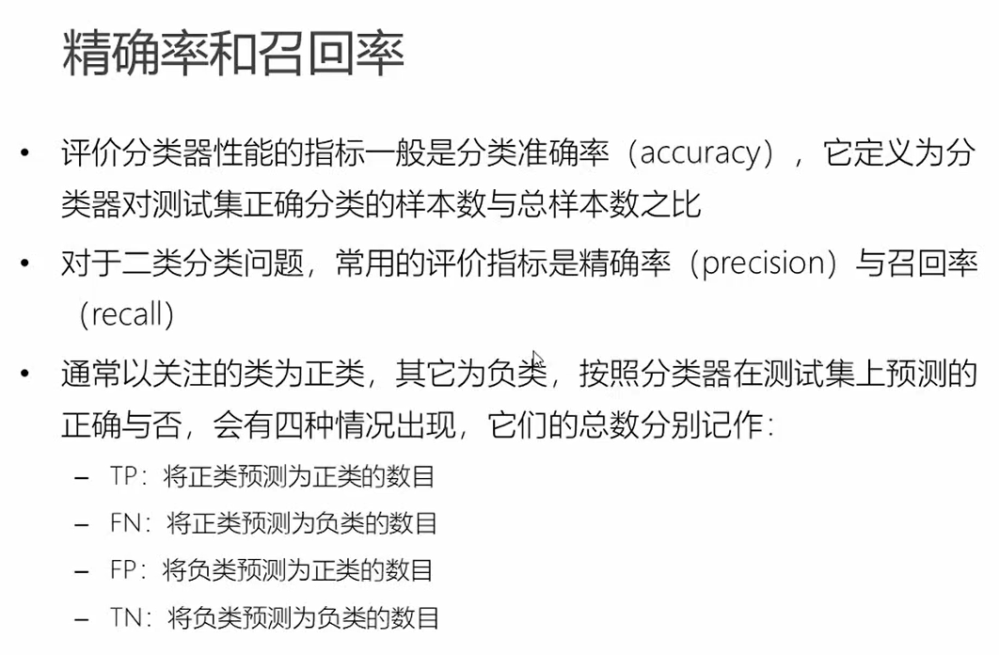 精确率和召回率
• 评价分类器性能的指标一般是分类准确率（accuracy），它定义为分
类器对测试集正确分类的样本数与总样本数之比
• 对于二类分类问题，常用的评价指标是精确率（precision）与召回率
（recall）
• 通常以关注的类为正类，其它为负类，按照分类器在测试集上预测的
正确与否，会有四种情况出现，它们的总数分别记作：
– TP：将正类预测为正类的数目
– FN：将正类预测为负类的数目
– FP：将负类预测为正类的数目
– TN：将负类预测为负类的数目